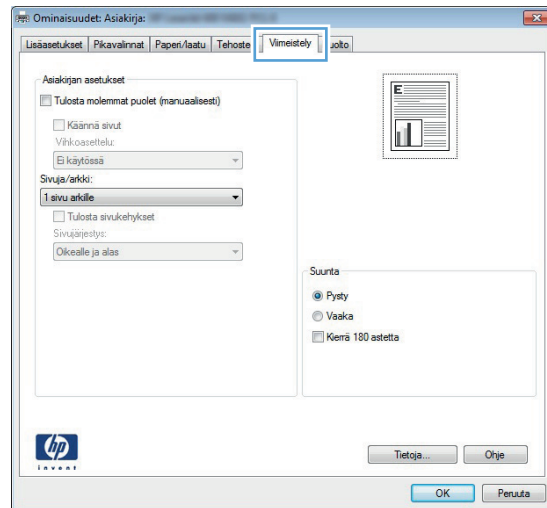 Ominaisuudet: Asiakirja:
Lisäasetukset Pikavalinnat Paperi/laatu Tehoste Viimeistely uolto
Asiakirjan asetukset
Tulosta molemmat puolet (manuaalisesti)
Käännä sivut
Vihkoasettelu:
Ei käytössä
Sivuja/arkki:
1 sivu arkille
Tulosta sivukehykset
Sivujärjestys:
Oikealle ja alas
E
Suunta
Pysty
Vaaka
Kierrä 180 astetta
hp
invent
Tietoja... Ohje
OK Peruuta